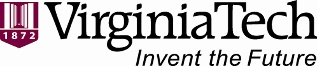 1872
VirginiaTech
Invent the Future